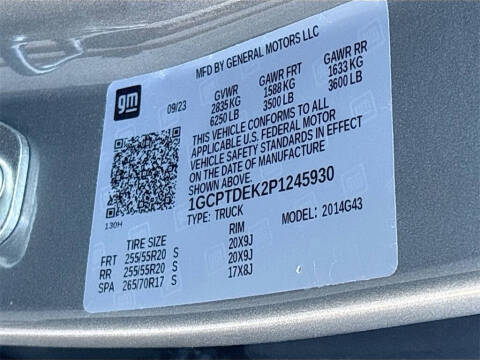 MFD BY GENERAL MOTORS LLC
gm
09/23
GVWR GAWR FRT GAWR RR
2835 KG 1588 KG 1633 KG
6250 LB 3500 LB 3600 LB
THIS VEHICLE CONFORMS TO ALL
APPLICABLE U.S. FEDERAL MOTOR
VEHICLE SAFETY STANDARDS IN EFFECT
ON THE DATE OF MANUFACTURE
SHOWN ABOVE.
1GCPTDEK2P1245930
TYPE: TRUCK MODEL: 2014G43
130H
TIRE SIZE RIM
FRT 255/55R20 S 20X9J
RR 255/55R20 S 20X9J
SPA 265/70R17 S 17X8J